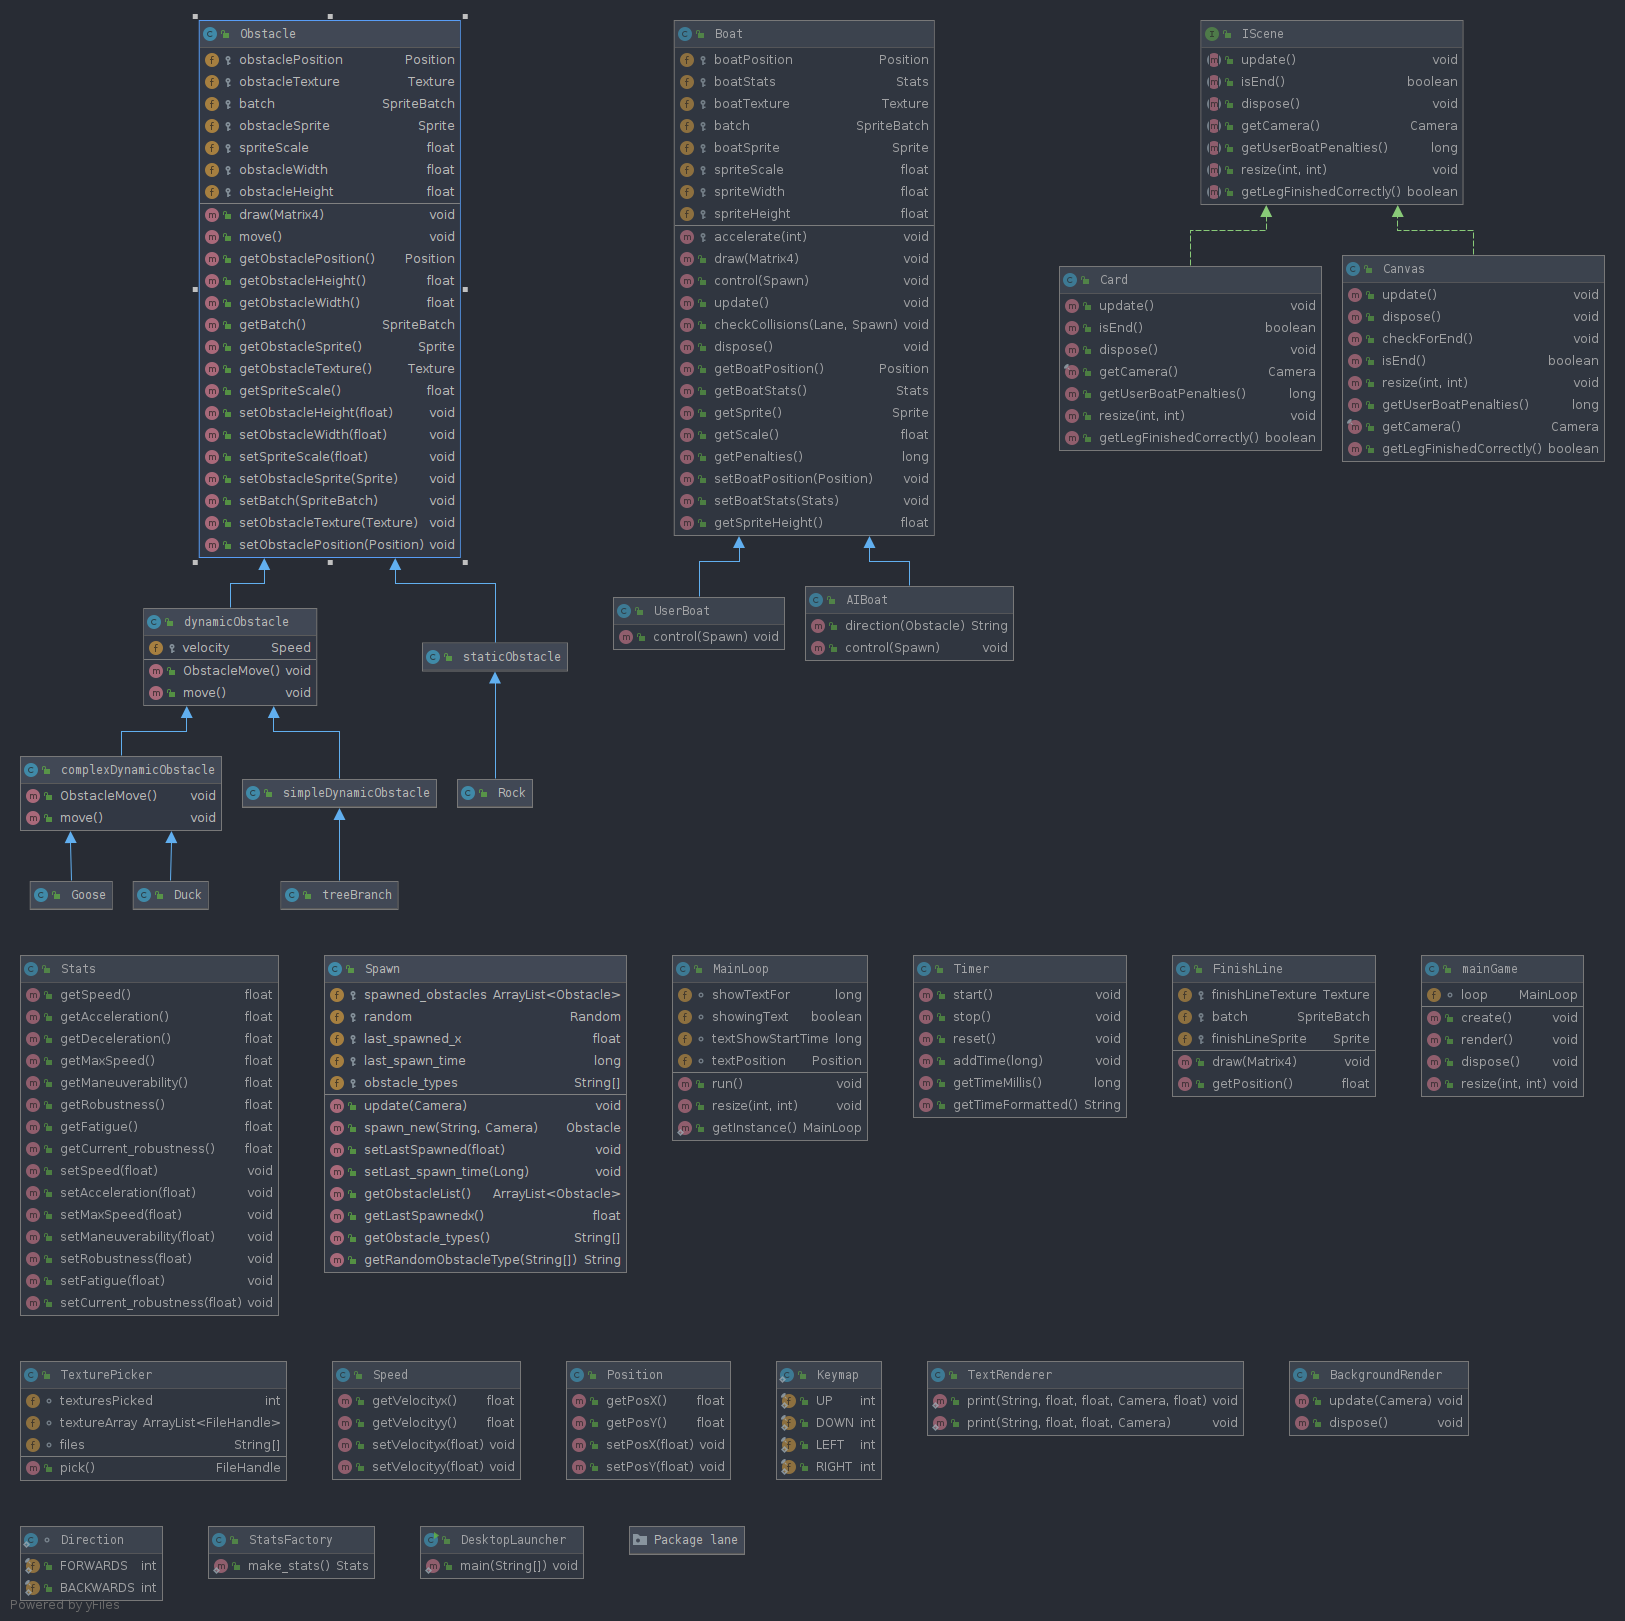 Obstacle
obstaclePosition Position
obstacleTexture Texture
batch SpriteBatch
obstacleSprite Sprite
spriteScale float
obstacleWidth float
obstacleHeight float
draw(Matrix4) void
move() void
getObstaclePosition() Position
getObstacleHeight() float
getObstacleWidth() float
getBatch() SpriteBatch
getObstacleSprite() Sprite
getObstacleTexture() Texture
getSpriteScale() float
setObstacleHeight(float) void
setObstacleWidth(float) void
setSpriteScale(float) void
setObstacleSprite(Sprite) void
setBatch(SpriteBatch) void
setObstacleTexture(Texture) void
setObstaclePosition(Position) void
Boat
boatPosition Position
boatStats Stats
boatTexture Texture
batch SpriteBatch
boatSprite Sprite
spriteScale float
spriteWidth float
spriteHeight float
accelerate(int) void
draw(Matrix4) void
control(Spawn) void
update() void
checkCollisions(Lane, Spawn) void
dispose() void
getBoatPosition() Position
getBoatStats() Stats
getSprite() Sprite
getScale() float
getPenalties() long
setBoatPosition(Position) void
setBoatStats(Stats) void
getSpriteHeight() float
IScene
update() void
isEnd() boolean
dispose() void
getCamera() Camera
getUserBoatPenalties() long
resize(int, int) void
getLegFinishedCorrectly() boolean
Card
update() void
isEnd() boolean
dispose() void
getCamera() Camera
getUserBoatPenalties() long
resize(int, int) void
getLegFinishedCorrectly() boolean
Canvas
update() void
dispose() void
checkForEnd() void
isEnd() boolean
resize(int, int) void
getUserBoatPenalties() long
getCamera() Camera
getLegFinishedCorrectly() boolean
dynamicObstacle
velocity Speed
ObstacleMove() void
move() void
staticObstacle
UserBoat
control(Spawn) void
AIBoat
direction(Obstacle) String
control(Spawn) void
complexDynamicObstacle
ObstacleMove() void
move() void
simpleDynamicObstacle
Rock
Goose
Duck
treeBranch
Stats
getSpeed() float
getAcceleration() float
getDeceleration() float
getMaxSpeed() float
getManeuverability() float
getRobustness() float
getFatigue() float
getCurrent_robustness() float
setSpeed(float) void
setAcceleration(float) void
setMaxSpeed(float) void
setManeuverability(float) void
setRobustness(float) void
setFatigue(float) void
setCurrent_robustness(float) void
Spawn
spawned_obstacles ArrayList<Obstacle>
random Random
last_spawned_x float
last_spawn_time long
obstacle_types String[]
update(Camera) void
spawn_new(String, Camera) Obstacle
setLastSpawned(float) void
setLast_spawn_time(Long) void
getObstacleList() ArrayList<Obstacle>
getLastSpawnedx() float
getObstacle_types() String[]
getRandomObstacleType(String[]) String
MainLoop
showTextFor long
showingText boolean
textShowStartTime long
textPosition Position
run() void
resize(int, int) void
getInstance() MainLoop
Timer
start() void
stop() void
reset() void
addTime(long) void
getTimeMillis() long
getTimeFormatted() String
FinishLine
finishLineTexture Texture
batch SpriteBatch
finishLineSprite Sprite
draw(Matrix4) void
getPosition() float
mainGame
loop MainLoop
create() void
render() void
dispose() void
resize(int, int) void
TexturePicker
texturesPicked int
textureArray ArrayList<FileHandle>
files String[]
pick() FileHandle
Speed
getVelocityx() float
getVelocityy() float
setVelocityx(float) void
setVelocityy(float) void
Position
getPosX() float
getPosY() float
setPosX(float) void
setPosY(float) void
Keymap
UP int
DOWN int
LEFT int
RIGHT int
TextRenderer
print(String, float, float, Camera, float) void
print(String, float, float, Camera) void
BackgroundRender
update(Camera) void
dispose() void
Direction
FORWARDS int
BACKWARDS int
StatsFactory
make_stats() Stats
DesktopLauncher
main(String[]) void
Package lane
Powered by yFiles